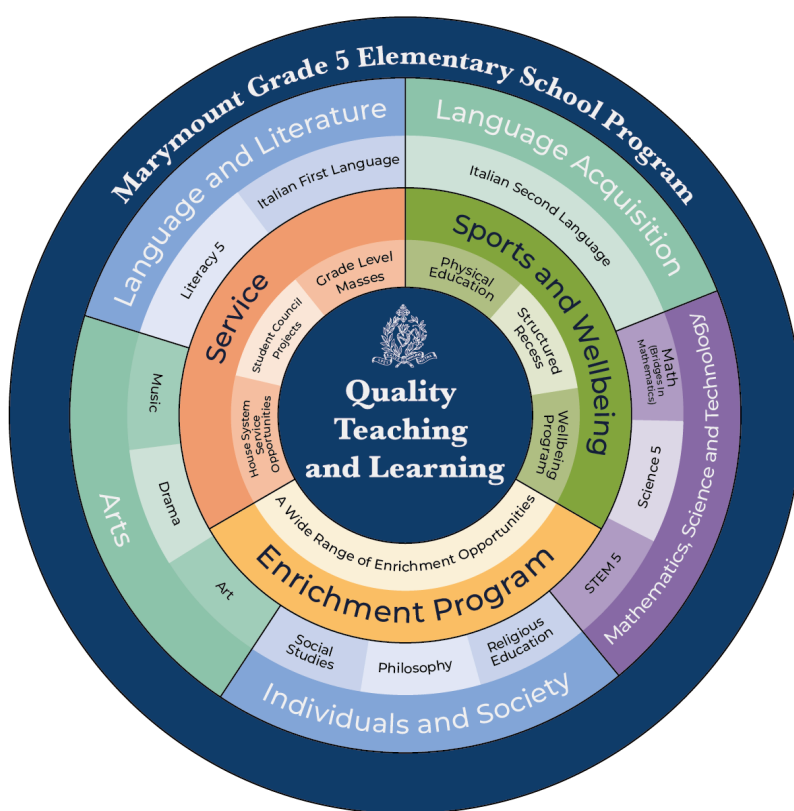 Marymount Grade 5 Elementary School Program
Language and Literature
Literacy 5
Italian First Language
Language Acquisition
Italian Second Language
Mathematics, Science and Technology
Math
(Bridges in
Mathematics)
Science 5
STEM 5
Individuals and Society
Religious
Education
Philosophy
Social
Studies
Arts
Art
Drama
Music
Service
House System
Service
Opportunities
Student Council
Projects
Grade Level
Masses
Sports and Wellbeing
Physical
Education
Structured
Recess
Wellbeing
Program
Enrichment Program
A Wide Range of Enrichment Opportunities
Quality
Teaching
and Learning